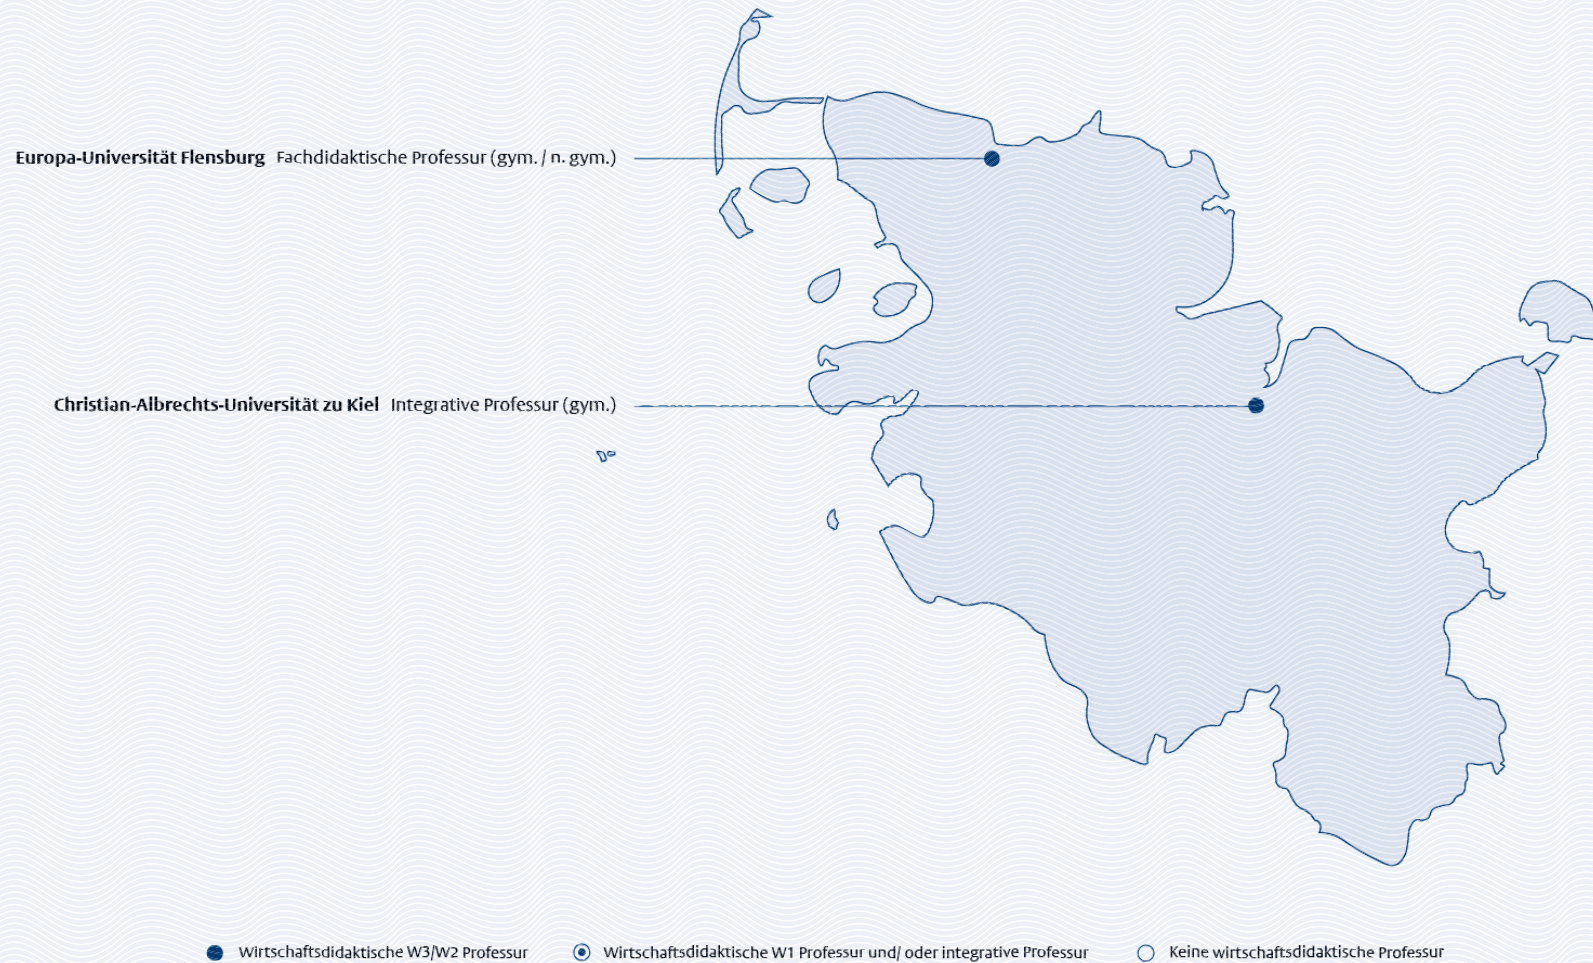 Europa-Universität Flensburg Fachdidaktische Professur (gym. / n. gym.)
Christian-Albrechts-Universität zu Kiel Integrative Professur (gym.)
Wirtschaftsdidaktische W3/W2 Professur Wirtschaftsdidaktische W1 Professur und/ oder integrative Professur Keine wirtschaftsdidaktische Professur